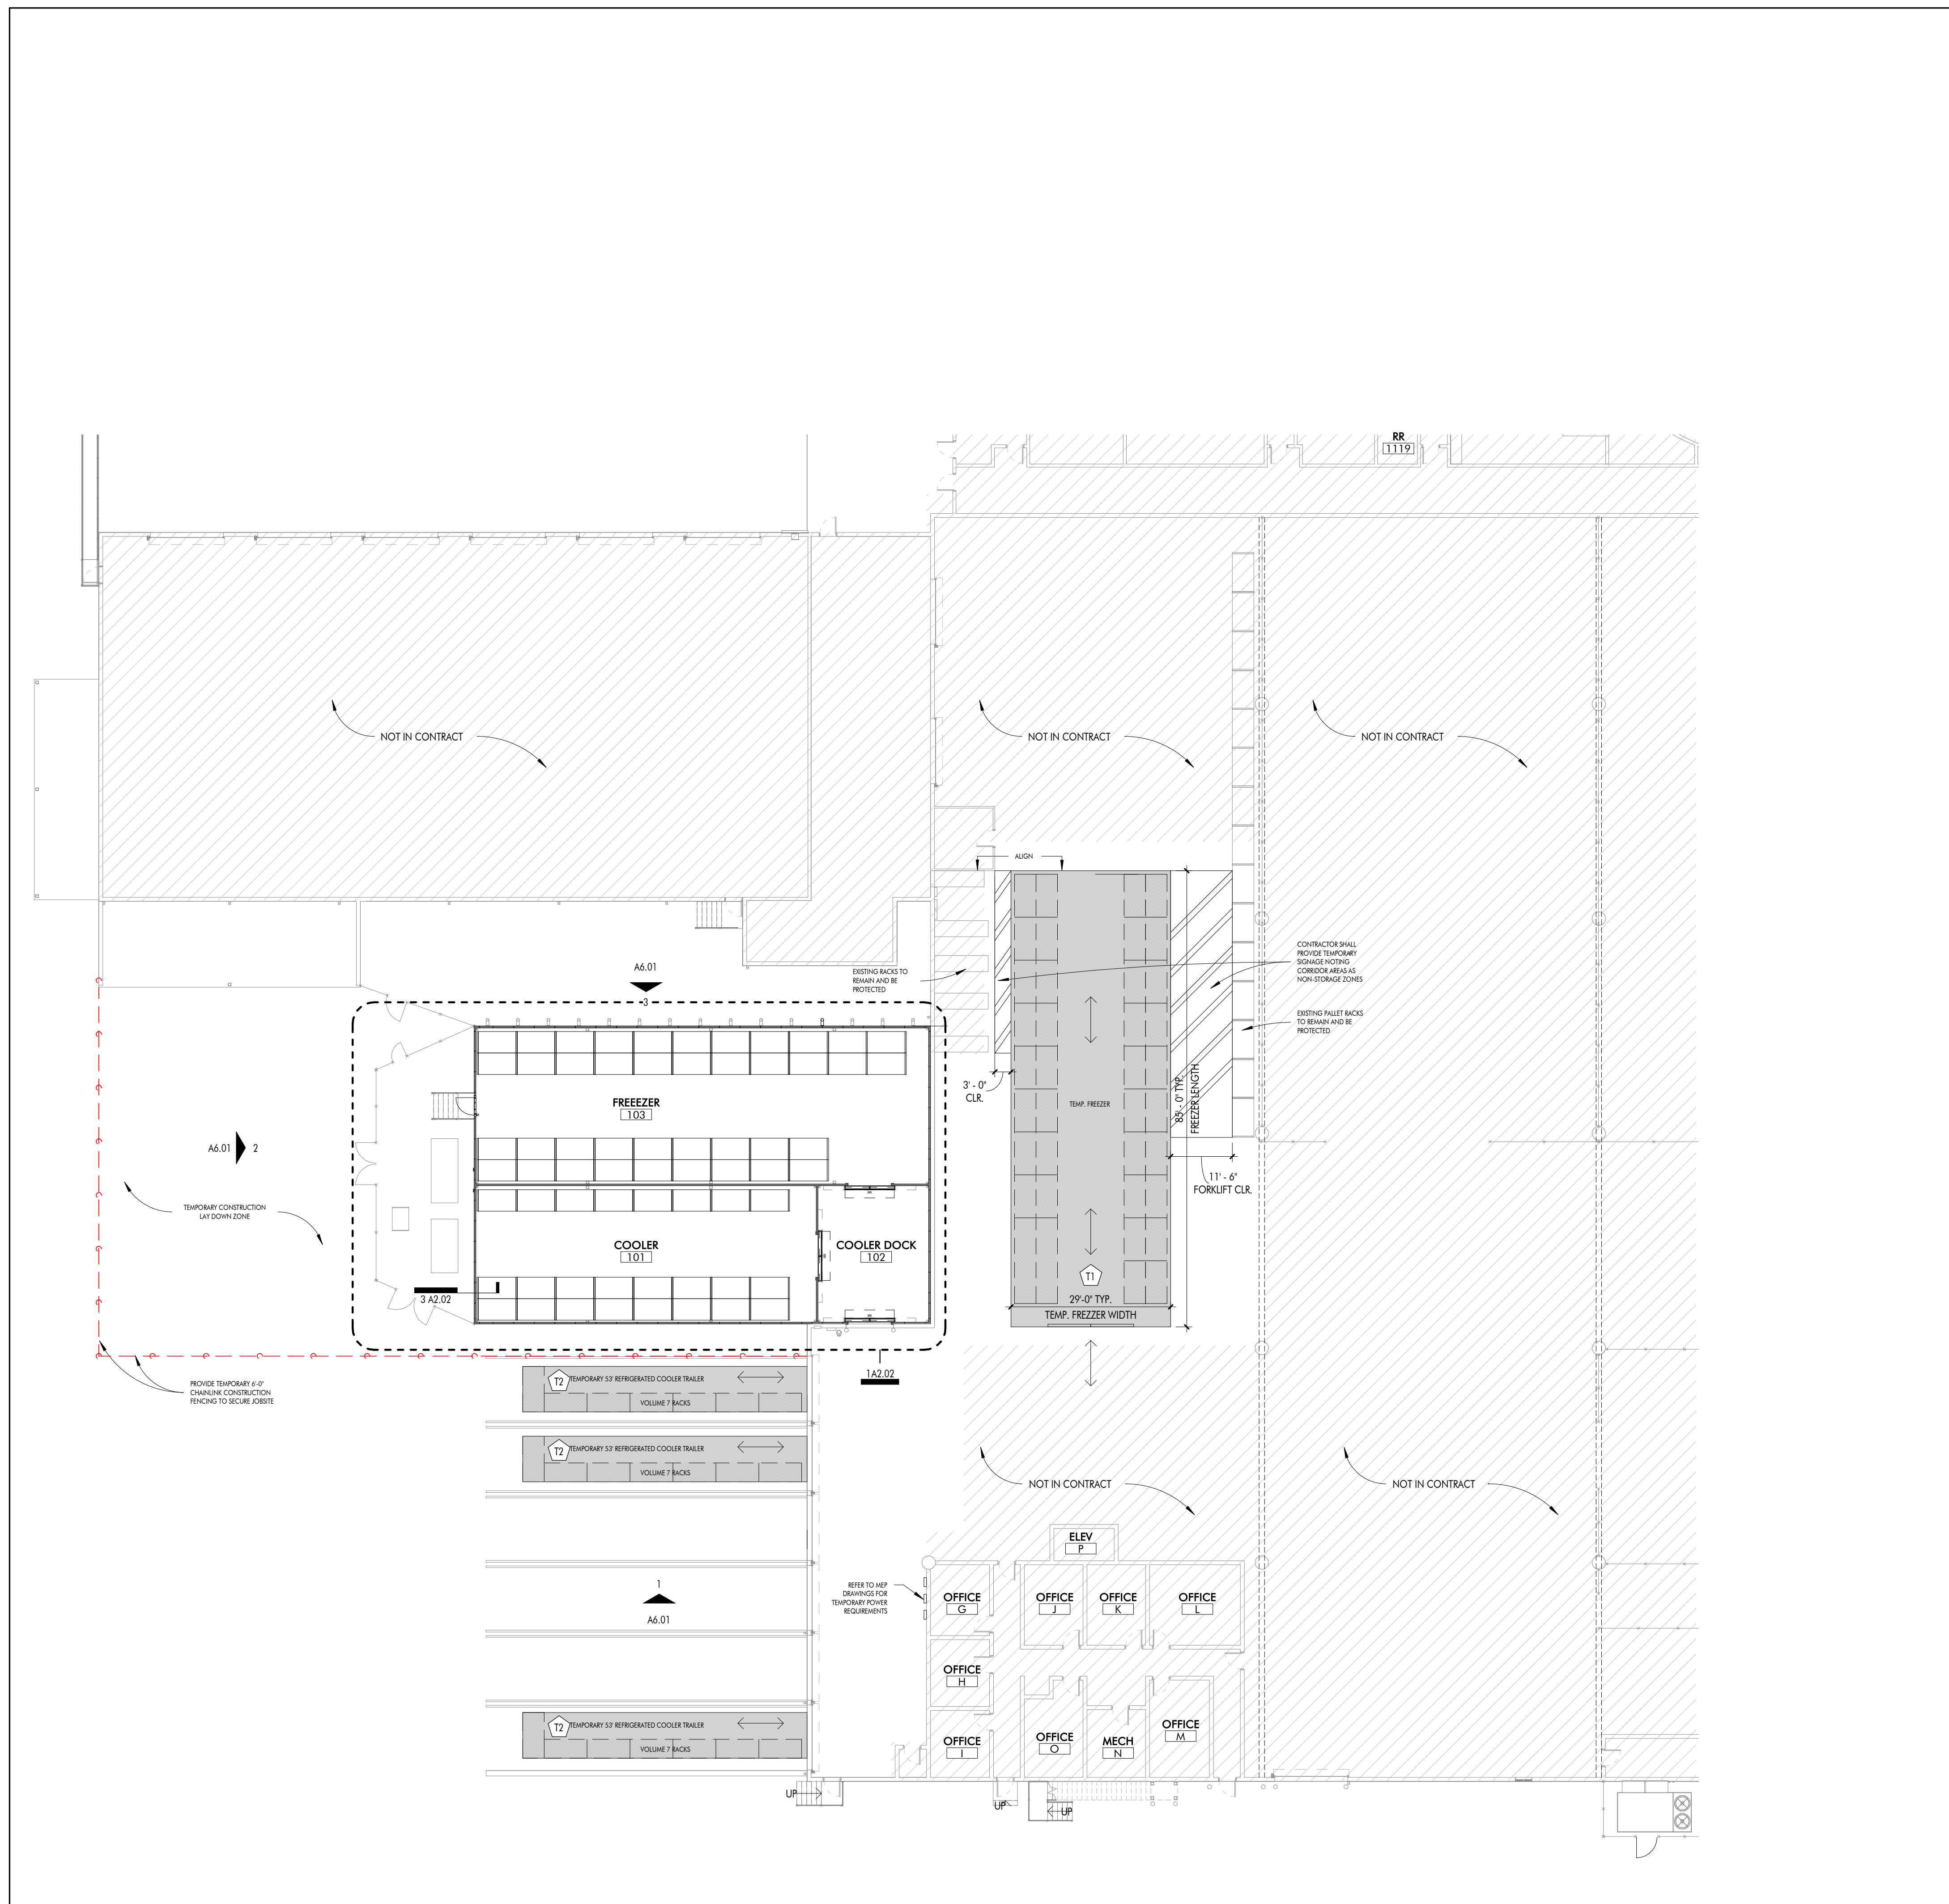 RR
1119
NOT IN CONTRACT
NOT IN CONTRACT
NOT IN CONTRACT
ALIGN
A6.01
3
EXISTING RACKS TO
REMAIN AND BE
PROTECTED
CONTRACTOR SHALL
PROVIDE TEMPORARY
SIGNAGE NOTING
CORRIDOR AREAS AS
NON-STORAGE ZONES
EXISTING PALLET RACKS
TO REMAIN AND BE
PROTECTED
3' - 0"
CLR.
FREEEZER
103
TEMP. FREEZER
85' - 0" TYP.
FREEZER LENGTH
A6.01
2
11' - 6"
FORKLIFT CLR.
TEMPORARY CONSTRUCTION
LAY DOWN ZONE
COOLER
101
COOLER DOCK
102
T1
3 A2.02
29'-0" TYP.
TEMP. FREZZER WIDTH
1 A2.02
PROVIDE TEMPORARY 6'-0"
CHAINLINK CONSTRUCTION
FENCING TO SECURE JOBSITE
T2
TEMPORARY 53' REFRIGERATED COOLER TRAILER
VOLUME 7 RACKS
T2
TEMPORARY 53' REFRIGERATED COOLER TRAILER
VOLUME 7 RACKS
NOT IN CONTRACT
NOT IN CONTRACT
ELEV
P
1
A6.01
REFER TO MEP
DRAWINGS FOR
TEMPORARY POWER
REQUIREMENTS
OFFICE
G
OFFICE
J
OFFICE
K
OFFICE
L
OFFICE
H
T2
TEMPORARY 53' REFRIGERATED COOLER TRAILER
VOLUME 7 RACKS
OFFICE
I
OFFICE
O
MECH
N
OFFICE
M
UP
UP
UP